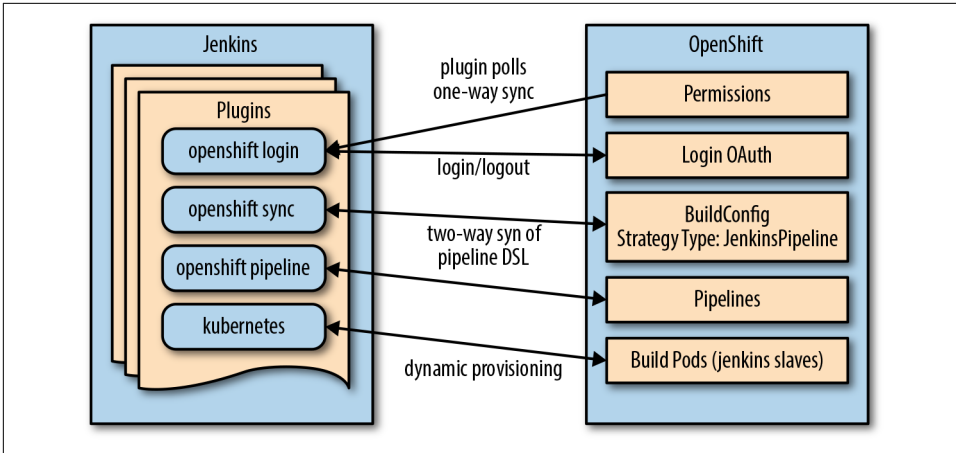 Jenkins
Plugins
openshift login
openshift sync
openshift pipeline
kubernetes
plugin polls
one-way sync
login/logout
two-way syn of
pipeline DSL
dynamic provisioning
OpenShift
Permissions
Login OAuth
BuildConfig
Strategy Type: JenkinsPipeline
Pipelines
Build Pods (jenkins slaves)